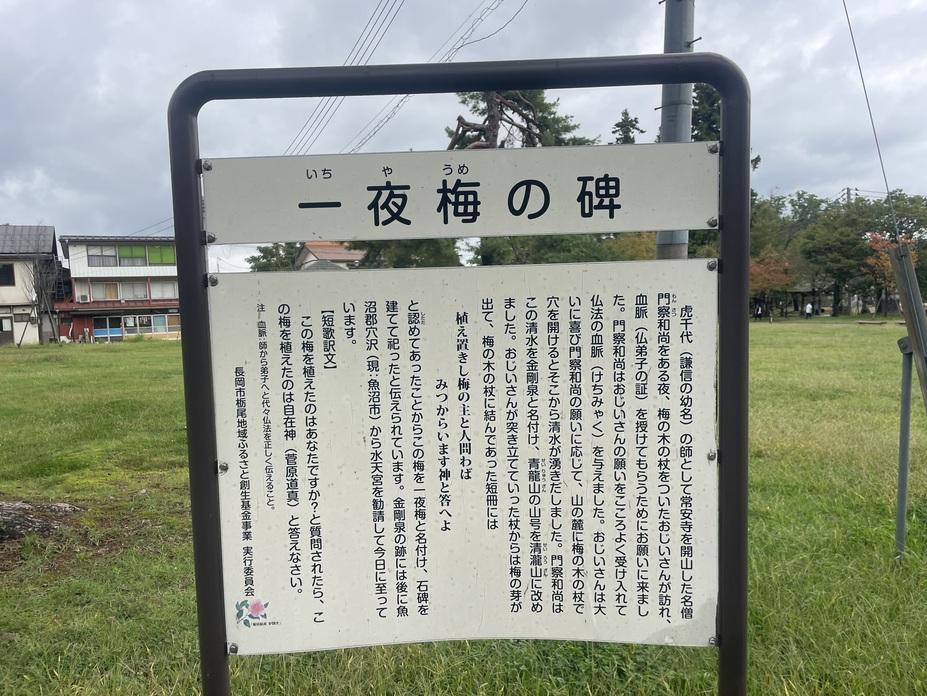 いち や うめ
一夜梅の碑
虎千代（謙信の幼名）の師として常安寺を開山した名僧
門察和尚をある夜、梅の木の杖をついたおじいさんが訪れ、
血脈（仏弟子の証）を授けてもらうためにお願いに来まし
た。門察和尚はおじいさんの願いをこころよく受け入れて
仏法の血脈（けちみゃく）を与えました。おじいさんは大
いに喜び門察和尚の願いに応じて、山の麓に梅の木の杖で
穴を開けるとそこから清水が湧きだしました。門察和尚は
この清水を金剛泉と名付け、青龍山の山号を清瀧山に改め
ました。おじいさんが突き立てていった杖からは梅の芽が
出て、梅の木の杖に結んであった短冊には
植え置きし梅の主と人問わば
みつからいます神と答へよ
と認めてあったことからこの梅を一夜梅と名付け、石碑を
建てて祀ったと伝えられています。金剛泉の跡には後に魚
沼郡穴沢（現：魚沼市）から水天宮を勧請して今日に至って
います。
【短歌訳文】
この梅を植えたのはあなたですか？と質問されたら、こ
の梅を植えたのは自在神（菅原道真）と答えなさい。
注 ― 血脈：師から弟子へと代々仏法を正しく伝えること。
長岡市栃尾地域ふるさと創生基金事業 実行委員会